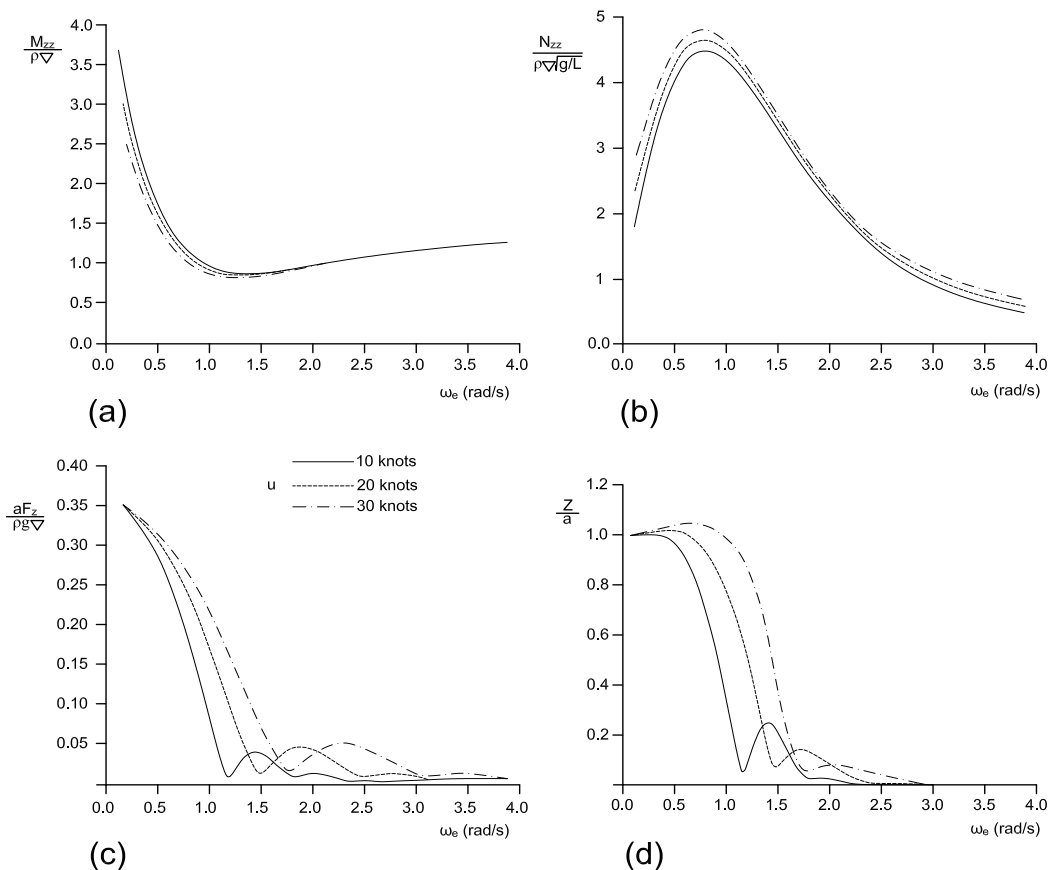 M_zz
ρ∇
4.0
3.5
3.0
2.5
2.0
1.5
1.0
0.5
0.0
0.0 0.5 1.0 1.5 2.0 2.5 3.0 3.5 4.0
ω_e (rad/s)
(a)
N_zz
ρ∇√g/L
5
4
3
2
1
0
0.0 0.5 1.0 1.5 2.0 2.5 3.0 3.5 4.0
ω_e (rad/s)
(b)
aF_z
ρg∇
0.40
0.35
0.30
0.25
0.20
0.15
0.10
0.05
u
10 knots
20 knots
30 knots
0.0 0.5 1.0 1.5 2.0 2.5 3.0 3.5 4.0
ω_e (rad/s)
(c)
Z
a
1.2
1.0
0.8
0.6
0.4
0.2
0.0 0.5 1.0 1.5 2.0 2.5 3.0 3.5 4.0
ω_e (rad/s)
(d)